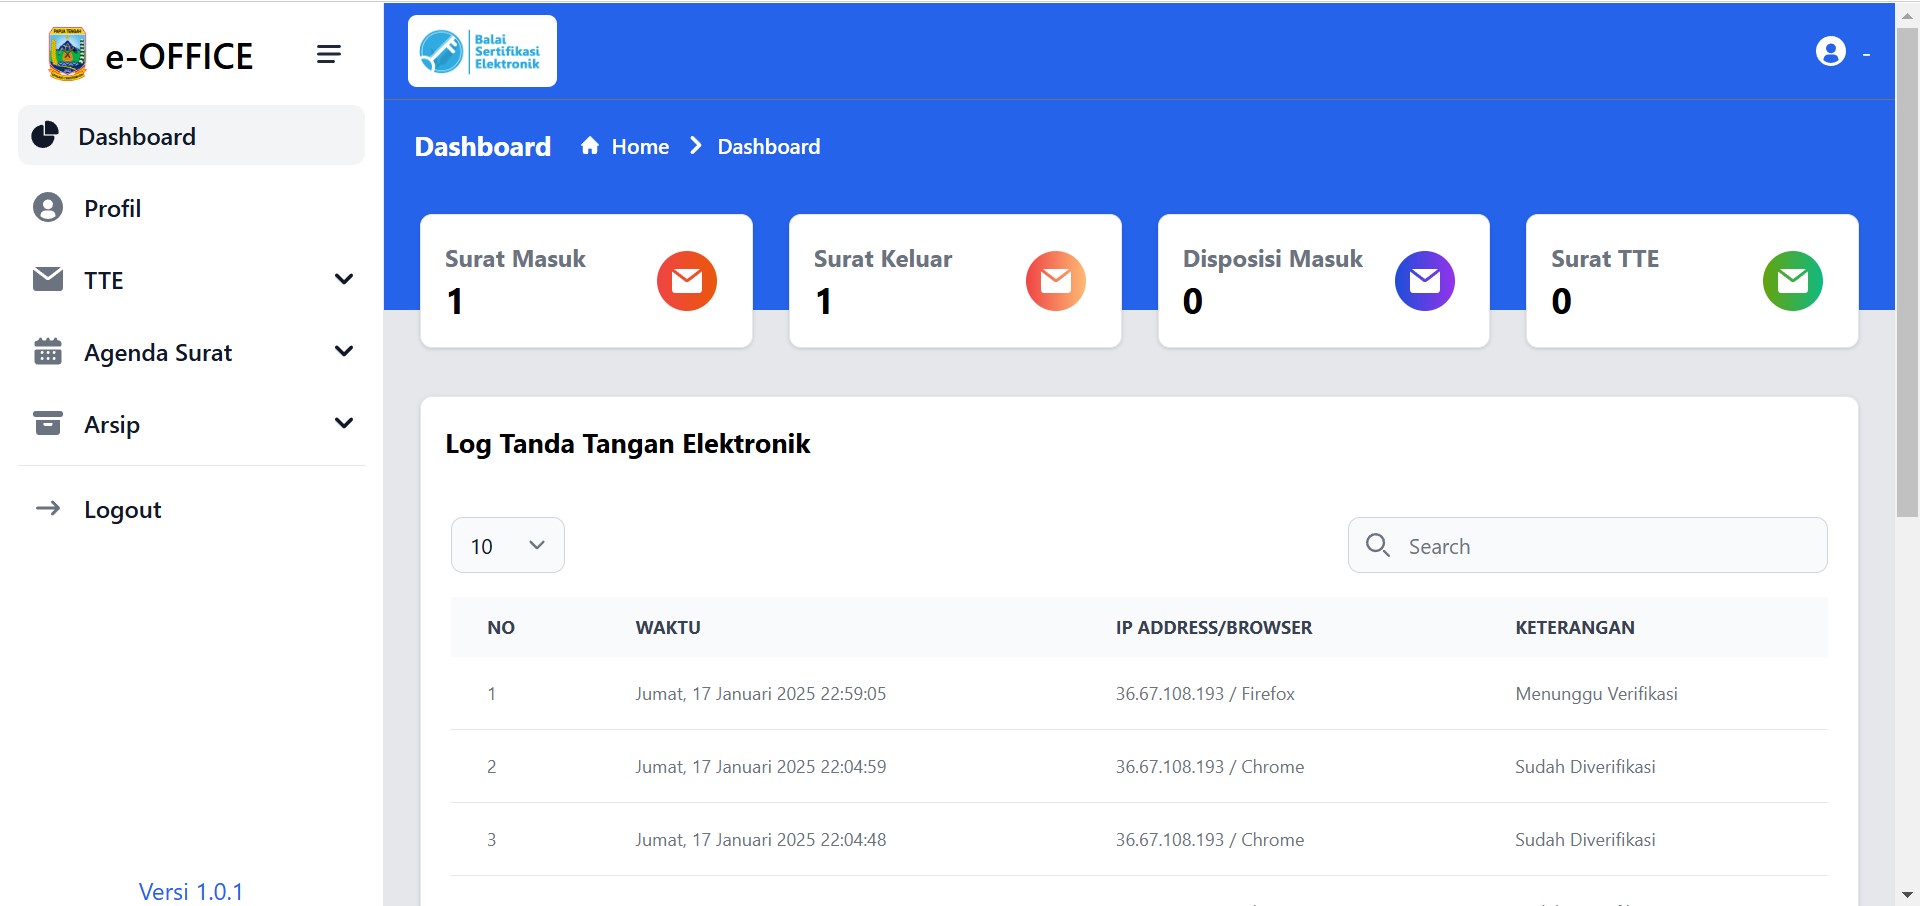 PAPUA TENGAH
e-OFFICE
Dashboard
Profil
TTE
Agenda Surat
Arsip
Logout
Versi 1.0.1
Balai
Sertifikasi
Elektronik
-
Dashboard Home Dashboard
Surat Masuk
1
Surat Keluar
1
Disposisi Masuk
0
Surat TTE
0
Log Tanda Tangan Elektronik
10
Search
NO WAKTU IP ADDRESS/BROWSER KETERANGAN
1 Jumat, 17 Januari 2025 22:59:05 36.67.108.193 / Firefox Menunggu Verifikasi
2 Jumat, 17 Januari 2025 22:04:59 36.67.108.193 / Chrome Sudah Diverifikasi
3 Jumat, 17 Januari 2025 22:04:48 36.67.108.193 / Chrome Sudah Diverifikasi